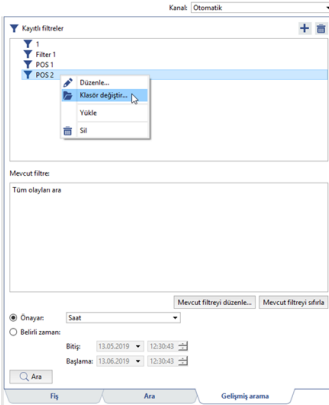 Kanal: Otomatik
Kayıtlı filtreler
1
Filter 1
POS 1
POS 2
Düzenle...
Klasör değiştir...
Yükle
Sil
Mevcut filtre:
Tüm olayları ara
Mevcut filtreyi düzenle... Mevcut filtreyi sıfırla
Önayar: Saat
Belirli zaman:
Bitiş: 13.05.2019 12:30:43
Başlama: 13.06.2019 12:30:43
Ara
Fiş Ara Gelişmiş arama